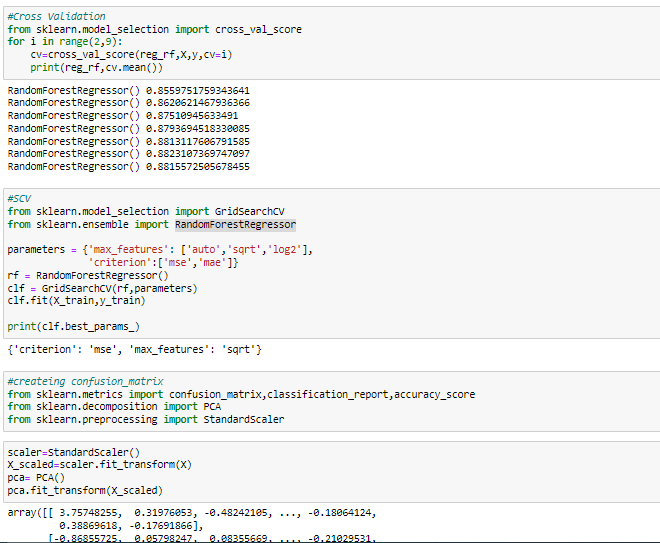 #Cross Validation
from sklearn.model_selection import cross_val_score
for i in range(2,9):
    cv=cross_val_score(reg_rf,X,y,cv=i)
    print(reg_rf,cv.mean())
RandomForestRegressor() 0.8559751759343641
RandomForestRegressor() 0.8620621467936366
RandomForestRegressor() 0.87510945633491
RandomForestRegressor() 0.8793694518330085
RandomForestRegressor() 0.8813117606791585
RandomForestRegressor() 0.8823107369747097
RandomForestRegressor() 0.8815572505678455
#SCV
from sklearn.model_selection import GridSearchCV
from sklearn.ensemble import RandomForestRegressor
parameters = {'max_features': ['auto','sqrt','log2'],
             'criterion':['mse','mae']}
rf = RandomForestRegressor()
clf = GridSearchCV(rf,parameters)
clf.fit(X_train,y_train)
print(clf.best_params_)
{'criterion': 'mse', 'max_features': 'sqrt'}
#createing confusion_matrix
from sklearn.metrics import confusion_matrix,classification_report,accuracy_score
from sklearn.decomposition import PCA
from sklearn.preprocessing import StandardScaler
scaler=StandardScaler()
X_scaled=scaler.fit_transform(X)
pca= PCA()
pca.fit_transform(X_scaled)
array([[ 3.75748255,  0.31976053, -0.48242105, ..., -0.18064124,
         0.38869618, -0.17691866],
       [-0.86855725,  0.05798247,  0.08355669, ..., -0.21029531,